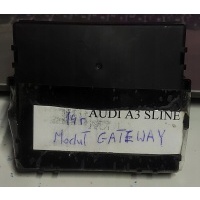 AUDI A3 SLINE
Modul GATEWAY